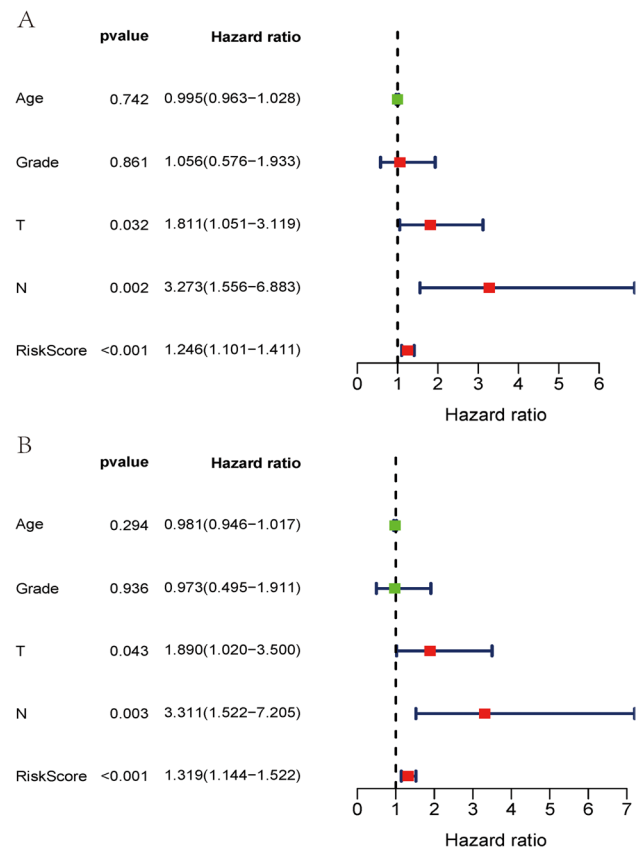 A
pvalue Hazard ratio
Age 0.742 0.995(0.963−1.028)
Grade 0.861 1.056(0.576−1.933)
T 0.032 1.811(1.051−3.119)
N 0.002 3.273(1.556−6.883)
RiskScore <0.001 1.246(1.101−1.411)
0 1 2 3 4 5 6
Hazard ratio
B
pvalue Hazard ratio
Age 0.294 0.981(0.946−1.017)
Grade 0.936 0.973(0.495−1.911)
T 0.043 1.890(1.020−3.500)
N 0.003 3.311(1.522−7.205)
RiskScore <0.001 1.319(1.144−1.522)
0 1 2 3 4 5 6 7
Hazard ratio